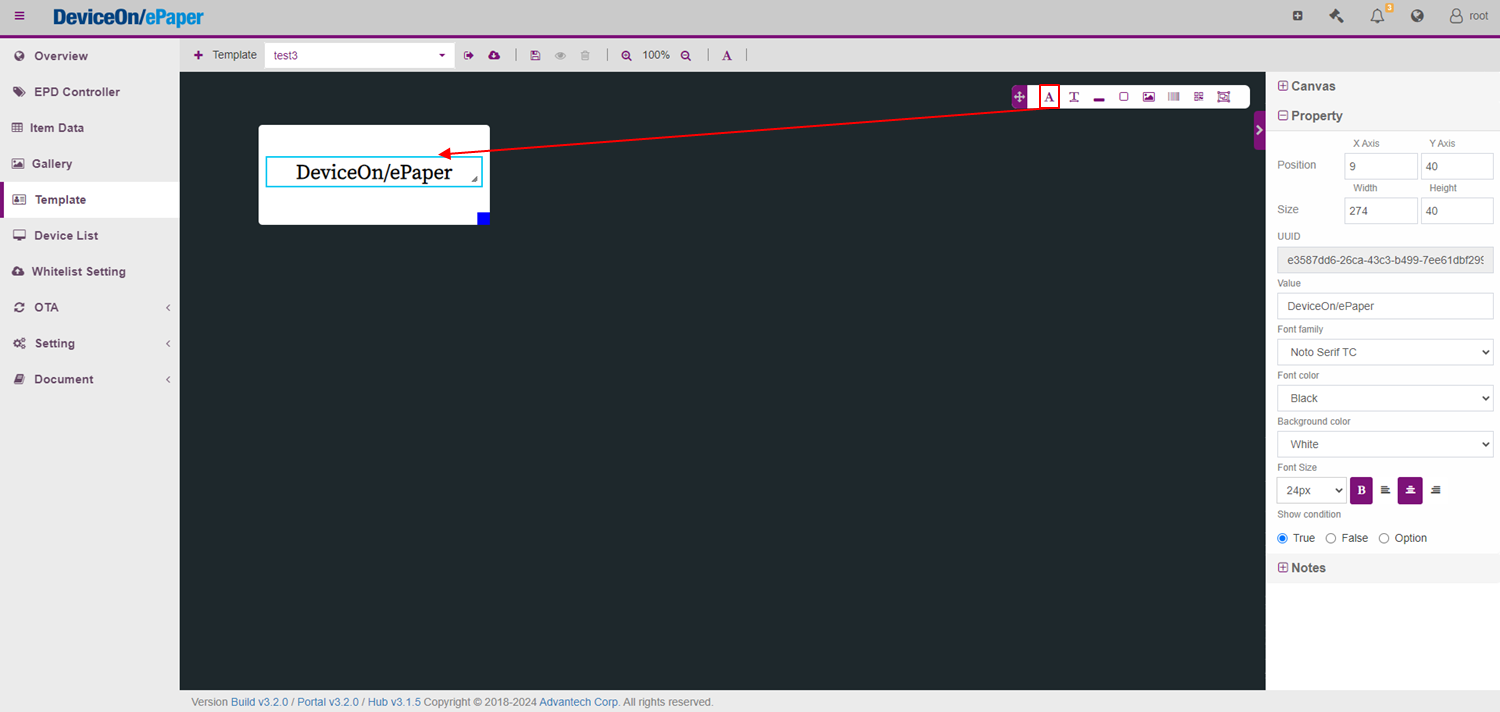 DeviceOn/ePaper
3
root
Template
test3
100%
A
Overview
EPD Controller
Item Data
Gallery
Template
Device List
Whitelist Setting
OTA
Setting
Document
A
T
DeviceOn/ePaper
Canvas
Property
X Axis Y Axis
Position 9 40
Width Height
Size 274 40
UUID
e3587dd6-26ca-43c3-b499-7ee61dbf299
Value
DeviceOn/ePaper
Font family
Noto Serif TC
Font color
Black
Background color
White
Font Size
24px B
Show condition
True False Option
Notes
Version Build v3.2.0 / Portal v3.2.0 / Hub v3.1.5 Copyright © 2018-2024 Advantech Corp. All rights reserved.